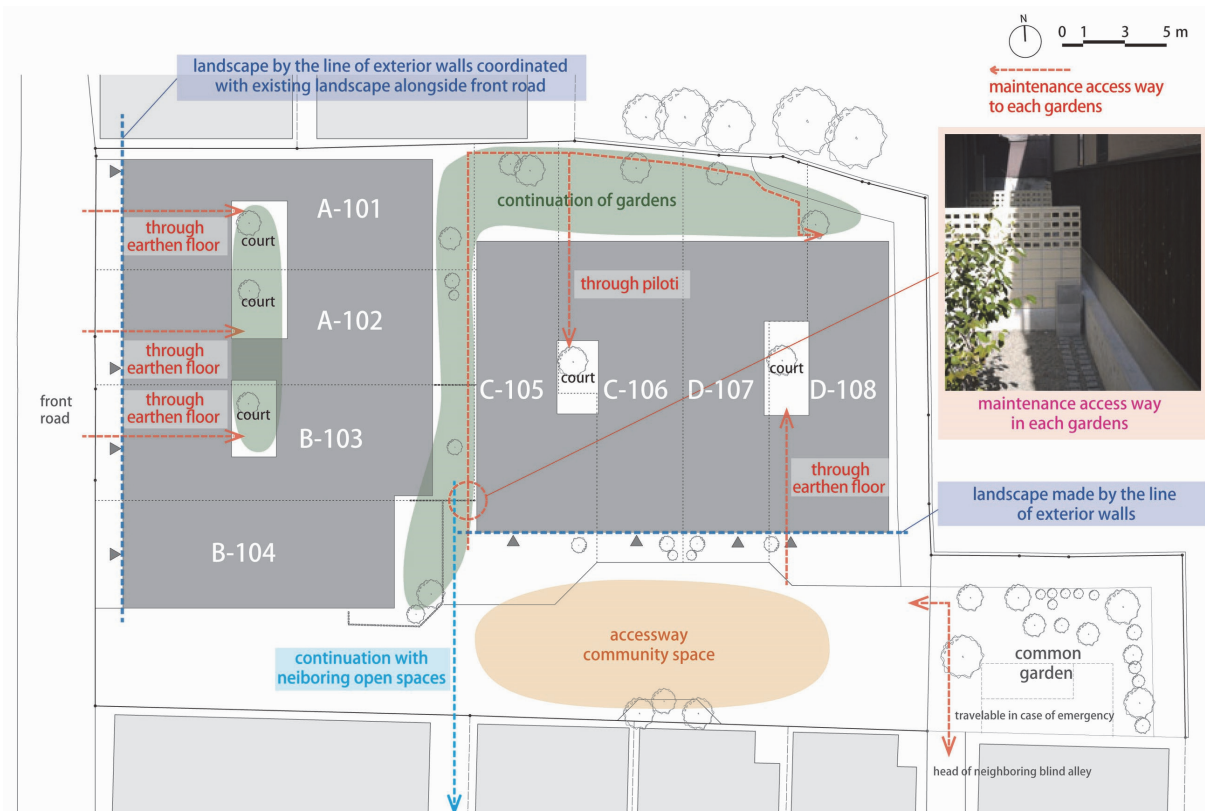 landscape by the line of exterior walls coordinated
with existing landscape alongside front road
N
0 1 3 5 m
maintenance access way
to each gardens
A-101
court
through
earthen floor
continuation of gardens
court
through piloti
A-102
through
earthen floor
C-105
court
C-106
D-107
court
D-108
maintenance access way
in each gardens
front
road
through
earthen floor
court
B-103
through
earthen floor
landscape made by the line
of exterior walls
B-104
accessway
community space
continuation with
neiboring open spaces
common
garden
travelable in case of emergency
head of neighboring blind alley